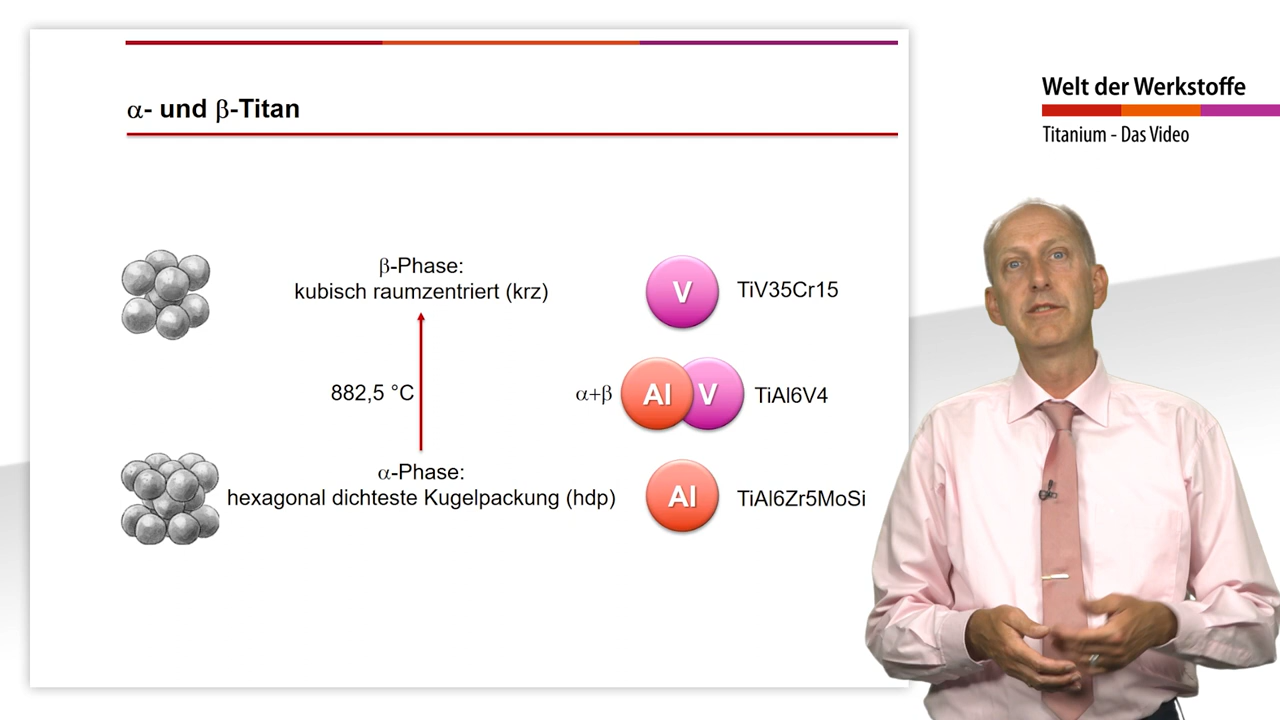 α- und β-Titan
Welt der Werkstoffe
Titanium - Das Video
β-Phase:
kubisch raumzentriert (krz)
V
TiV35Cr15
882,5 °C
α+β
Al
V
TiAl6V4
α-Phase:
hexagonal dichteste Kugelpackung (hdp)
Al
TiAl6Zr5MoSi